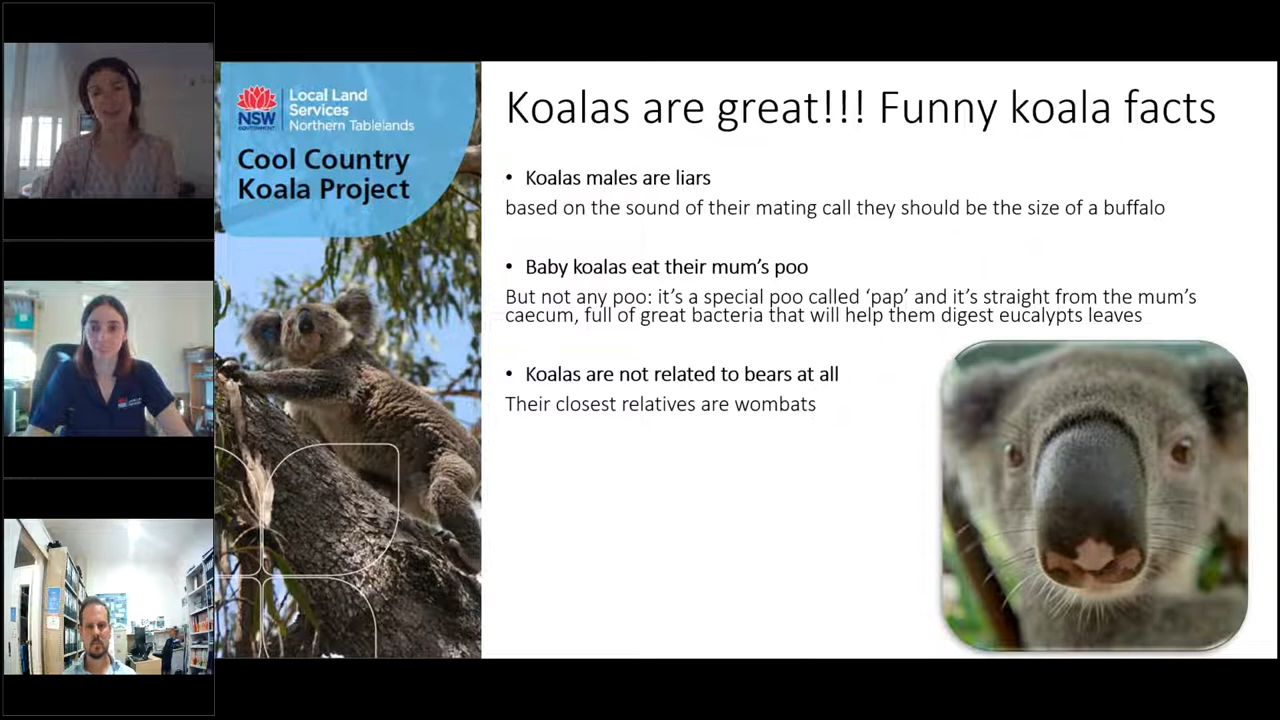 Local Land
Services
Northern Tablelands
NSW
GOVERNMENT
Cool Country
Koala Project
Koalas are great!!! Funny koala facts
• Koalas males are liars
based on the sound of their mating call they should be the size of a buffalo
• Baby koalas eat their mum’s poo
But not any poo: it’s a special poo called ‘pap’ and it’s straight from the mum’s
caecum, full of great bacteria that will help them digest eucalypts leaves
• Koalas are not related to bears at all
Their closest relatives are wombats